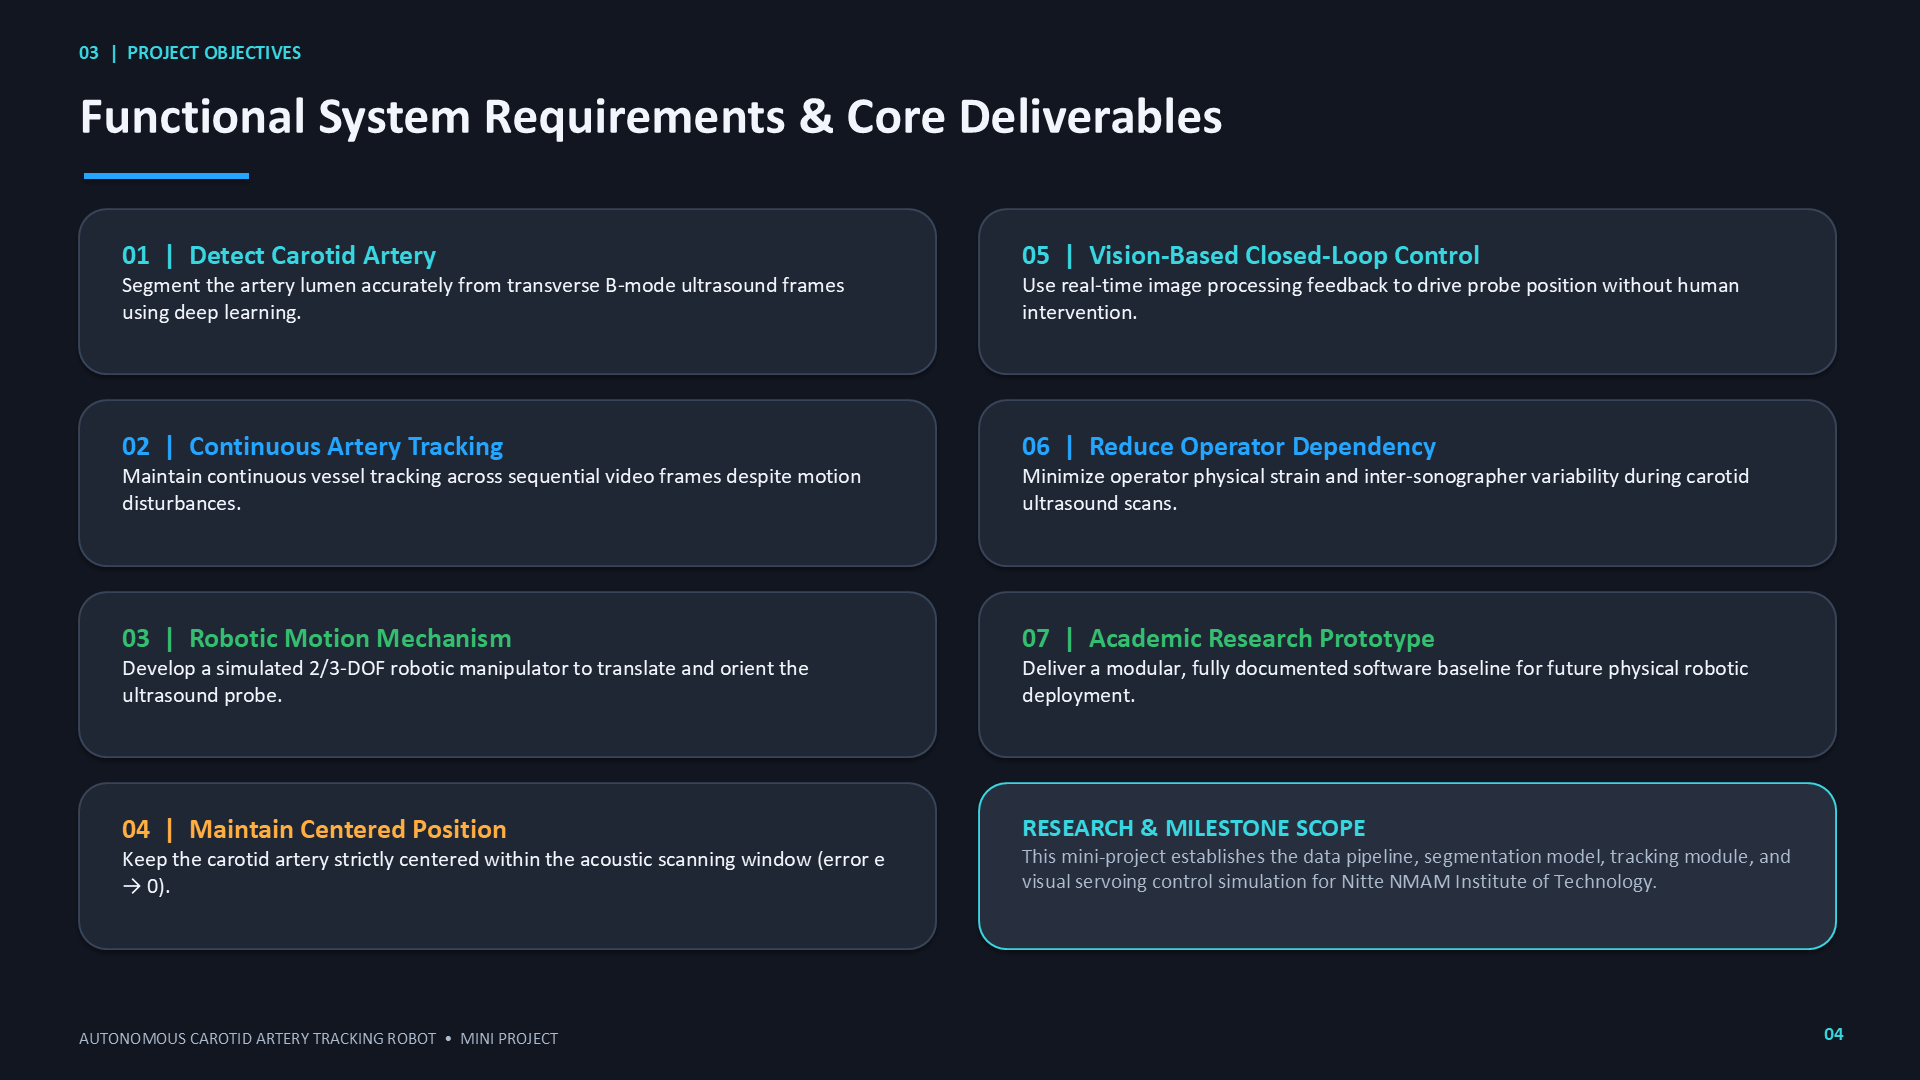 03 | PROJECT OBJECTIVES
Functional System Requirements & Core Deliverables
01 | Detect Carotid Artery
Segment the artery lumen accurately from transverse B-mode ultrasound frames
using deep learning.
02 | Continuous Artery Tracking
Maintain continuous vessel tracking across sequential video frames despite motion
disturbances.
03 | Robotic Motion Mechanism
Develop a simulated 2/3-DOF robotic manipulator to translate and orient the
ultrasound probe.
04 | Maintain Centered Position
Keep the carotid artery strictly centered within the acoustic scanning window (error e
→ 0).
05 | Vision-Based Closed-Loop Control
Use real-time image processing feedback to drive probe position without human
intervention.
06 | Reduce Operator Dependency
Minimize operator physical strain and inter-sonographer variability during carotid
ultrasound scans.
07 | Academic Research Prototype
Deliver a modular, fully documented software baseline for future physical robotic
deployment.
RESEARCH & MILESTONE SCOPE
This mini-project establishes the data pipeline, segmentation model, tracking module, and
visual servoing control simulation for Nitte NMAM Institute of Technology.
AUTONOMOUS CAROTID ARTERY TRACKING ROBOT • MINI PROJECT
04